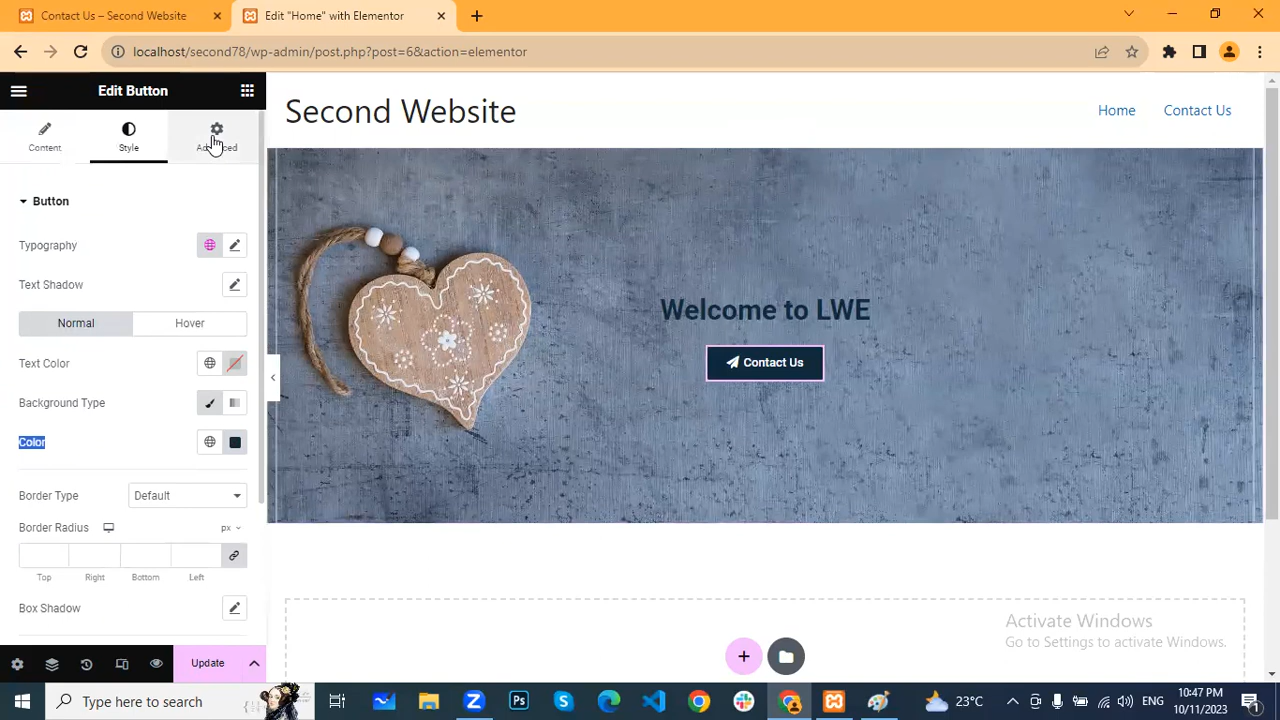 Contact Us – Second Website
Edit "Home" with Elementor
localhost/second78/wp-admin/post.php?post=6&action=elementor
Edit Button
Content
Style
Advanced
Button
Typography
Text Shadow
Normal
Hover
Text Color
Background Type
Color
Border Type
Default
Border Radius
px
Top
Right
Bottom
Left
Box Shadow
Update
Second Website
Home
Contact Us
Welcome to LWE
Contact Us
Activate Windows
Go to Settings to activate Windows.
Type here to search
23°C
ENG
10:47 PM
10/11/2023